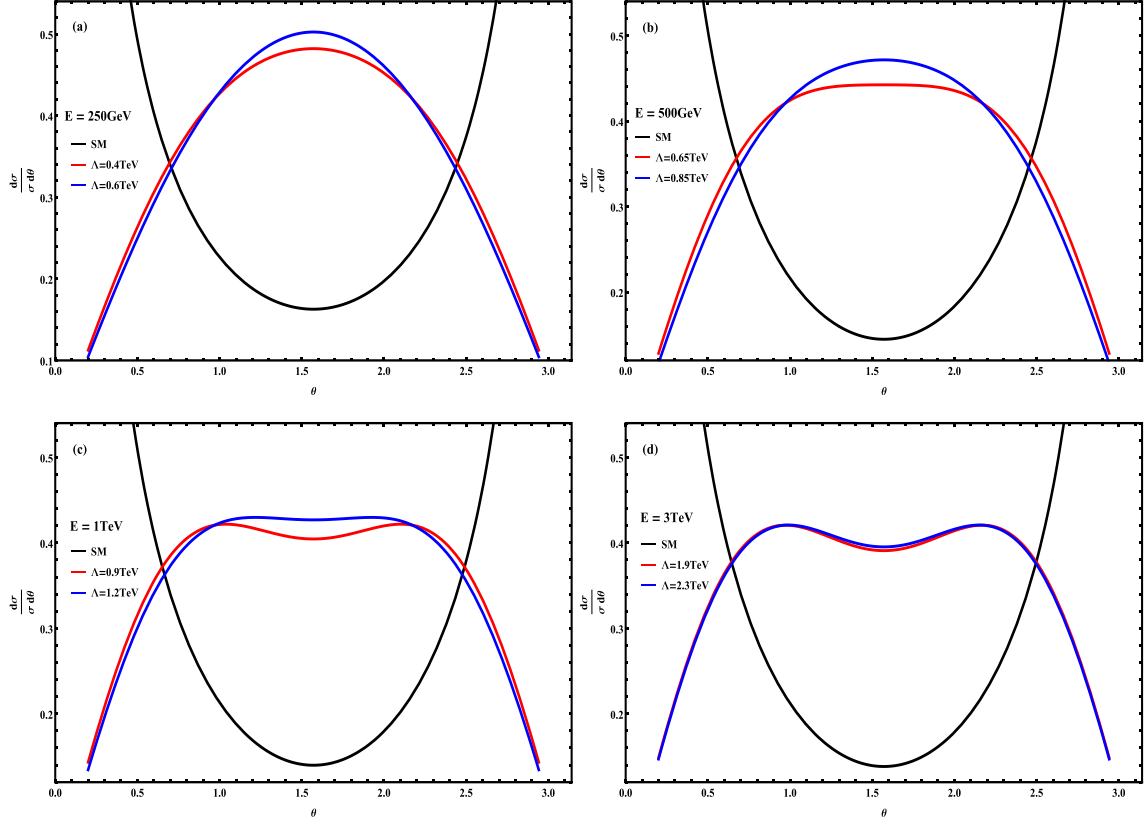 (a)
E = 250GeV
SM
Λ=0.4TeV
Λ=0.6TeV
dσ
σ dθ
0.5
0.4
0.3
0.2
0.1
0.0 0.5 1.0 1.5 2.0 2.5 3.0
θ
(b)
E = 500GeV
SM
Λ=0.65TeV
Λ=0.85TeV
dσ
σ dθ
0.5
0.4
0.3
0.2
0.0 0.5 1.0 1.5 2.0 2.5 3.0
θ
(c)
E = 1TeV
SM
Λ=0.9TeV
Λ=1.2TeV
dσ
σ dθ
0.5
0.4
0.3
0.2
0.0 0.5 1.0 1.5 2.0 2.5 3.0
θ
(d)
E = 3TeV
SM
Λ=1.9TeV
Λ=2.3TeV
dσ
σ dθ
0.5
0.4
0.3
0.2
0.0 0.5 1.0 1.5 2.0 2.5 3.0
θ